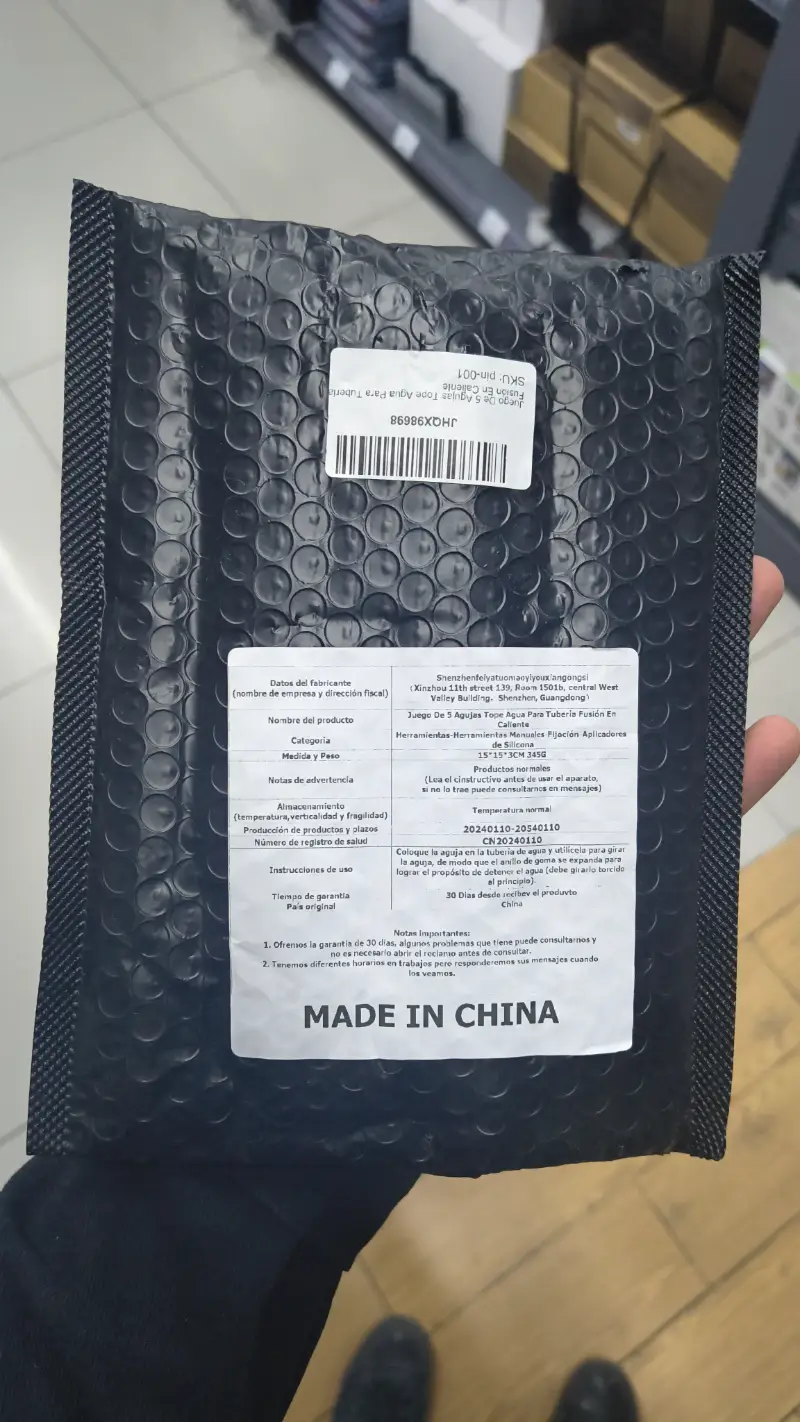 SKU: pin-001
Fusion En Caliente
Juego De 5 Agujas Tope Agua Para Tuberia
JHQX98698
Datos del fabricante
(nombre de empresa y dirección fiscal)
Shenzhenfeiyatuomaoyiyouxiangongsi
(Xinzhou 11th street 139, Room 1501b, central West
Valley Building, Shenzhen, Guangdong)
Nombre del producto
Juego De 5 Agujas Tope Agua Para Tuberia Fusión En
Caliente
Categoria
Herramientas-Herramientas Manuales-Fijación-Aplicadores
de Silicona
Medida y Peso
15*15*3CM 345G
Notas de advertencia
Productos normales
(Lea el cinstructivo antes de usar el aparato,
si no lo trae puede consultarnos en mensajes)
Almacenamiento
(temperatura,verticalidad y fragilidad)
Temperatura normal
Producción de productos y plazos
20240110-20540110
Número de registro de salud
CN20240110
Instrucciones de uso
Coloque la aguja en la tubería de agua y utilícela para girar
la aguja, de modo que el anillo de goma se expanda para
lograr el propósito de detener el agua (debe girarlo torcido
al principio).
Tiempo de garantía
30 Dias desde recibev el produvto
Pais original
China
Notas Importantes:
1. Ofremos la garantía de 30 días, algunos problemas que tiene puede consultarnos y
no es necesario abrir el reclamo antes de consultar.
2. Tenemos diferentes horarios en trabajos pero responderemos sus mensajes cuando
los veamos.
MADE IN CHINA